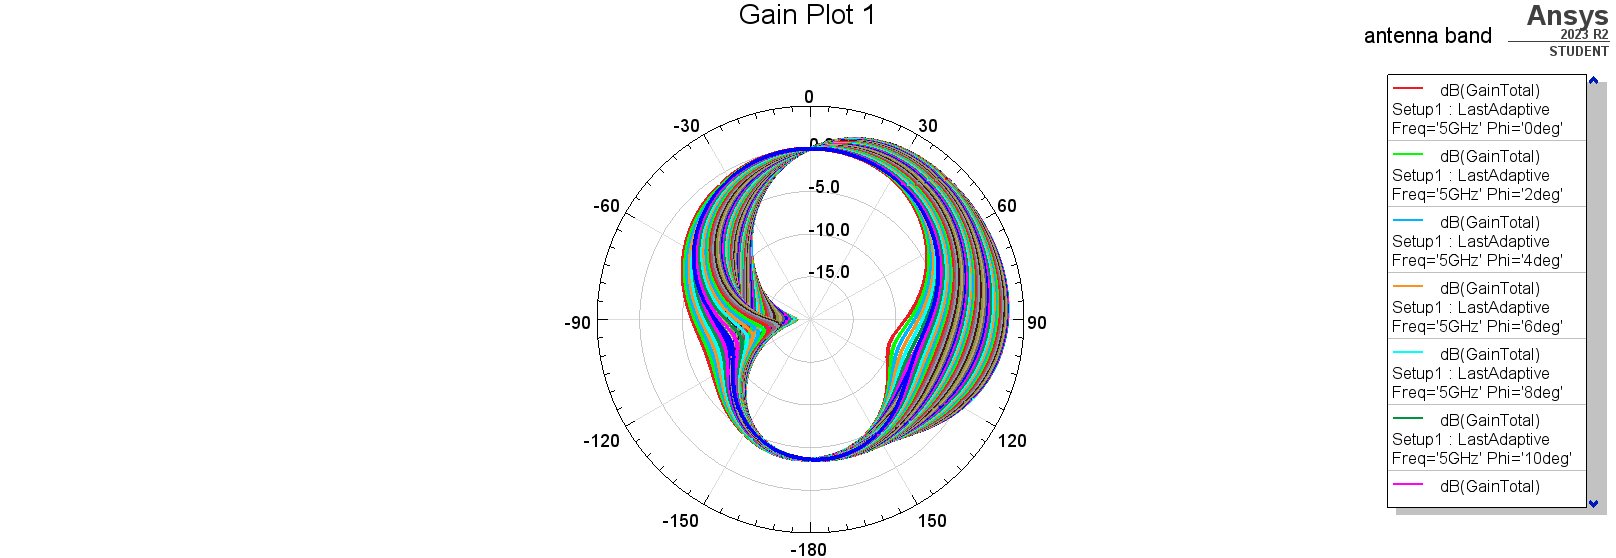 Gain Plot 1
Ansys
2023 R2
STUDENT
antenna band
0
30
60
90
120
150
-180
-150
-120
-90
-60
-30
-5.0
-10.0
-15.0
dB(GainTotal)
Setup1 : LastAdaptive
Freq='5GHz' Phi='0deg'
dB(GainTotal)
Setup1 : LastAdaptive
Freq='5GHz' Phi='2deg'
dB(GainTotal)
Setup1 : LastAdaptive
Freq='5GHz' Phi='4deg'
dB(GainTotal)
Setup1 : LastAdaptive
Freq='5GHz' Phi='6deg'
dB(GainTotal)
Setup1 : LastAdaptive
Freq='5GHz' Phi='8deg'
dB(GainTotal)
Setup1 : LastAdaptive
Freq='5GHz' Phi='10deg'
dB(GainTotal)